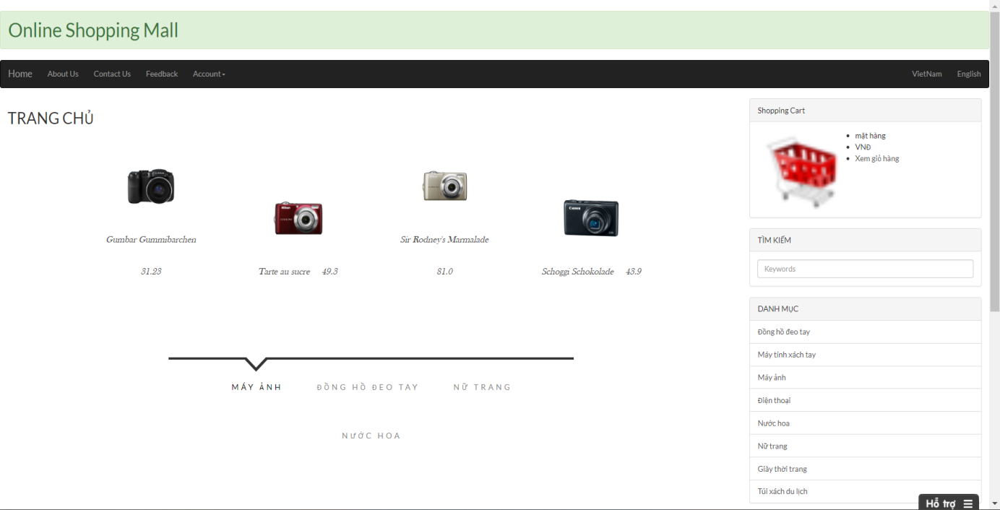 Online Shopping Mall
Home About Us Contact Us Feedback Account VietNam English
TRANG CHỦ
Gumbar Gummibarchen
31.23
Nikon
Tarte au sucre 49.3
Sir Rodney's Marmalade
81.0
Canon
Schoggi Schokolade 43.9
MÁY ẢNH ĐỒNG HỒ ĐEO TAY NỮ TRANG
NƯỚC HOA
Shopping Cart
mặt hàng
VNĐ
Xem giỏ hàng
TÌM KIẾM
Keywords
DANH MỤC
Đồng hồ đeo tay
Máy tính xách tay
Máy ảnh
Điện thoại
Nước hoa
Nữ trang
Giày thời trang
Túi xách du lịch
Hỗ trợ